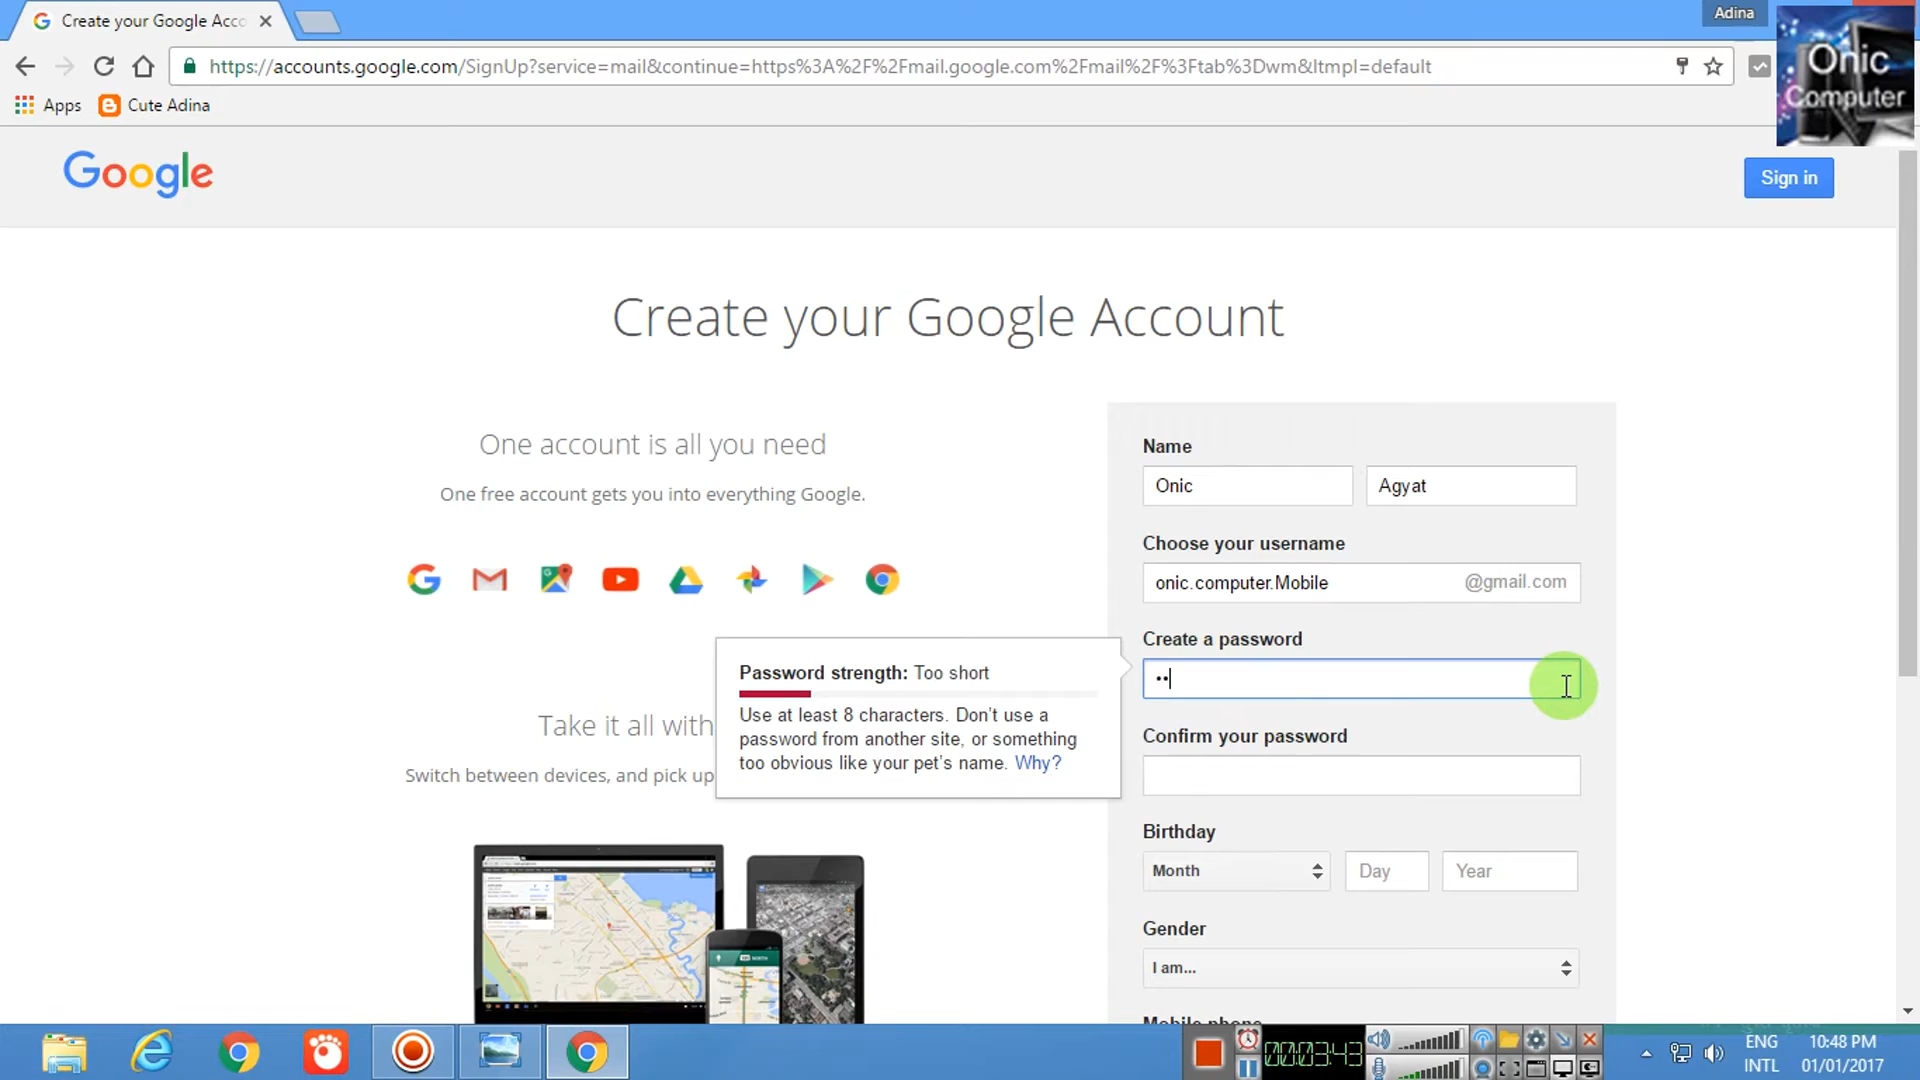 Create your Google Acco
Adina
https://accounts.google.com/SignUp?service=mail&continue=https%3A%2F%2Fmail.google.com%2Fmail%2F%3Ftab%3Dwm&ltmpl=default
Onic
Computer
Apps
Cute Adina
Google
Sign in
Create your Google Account
One account is all you need
One free account gets you into everything Google.
Name
Onic
Agyat
Choose your username
onic.computer.Mobile
@gmail.com
Create a password
Password strength: Too short
Use at least 8 characters. Don't use a
password from another site, or something
too obvious like your pet's name. Why?
Take it all with
Switch between devices, and pick up
Confirm your password
Birthday
Month
Day
Year
Gender
I am...
Mobile phone
00:03:43
ENG
INTL
10:48 PM
01/01/2017